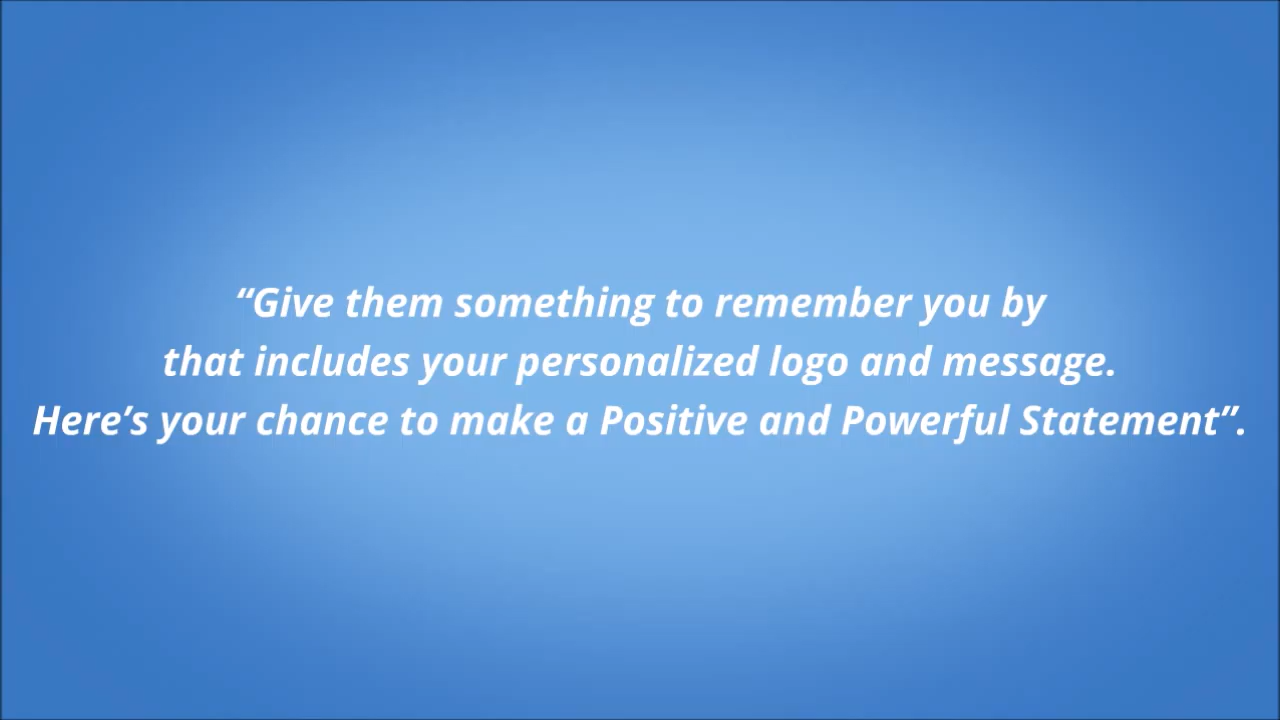 “Give them something to remember you by
that includes your personalized logo and message.
Here’s your chance to make a Positive and Powerful Statement”.